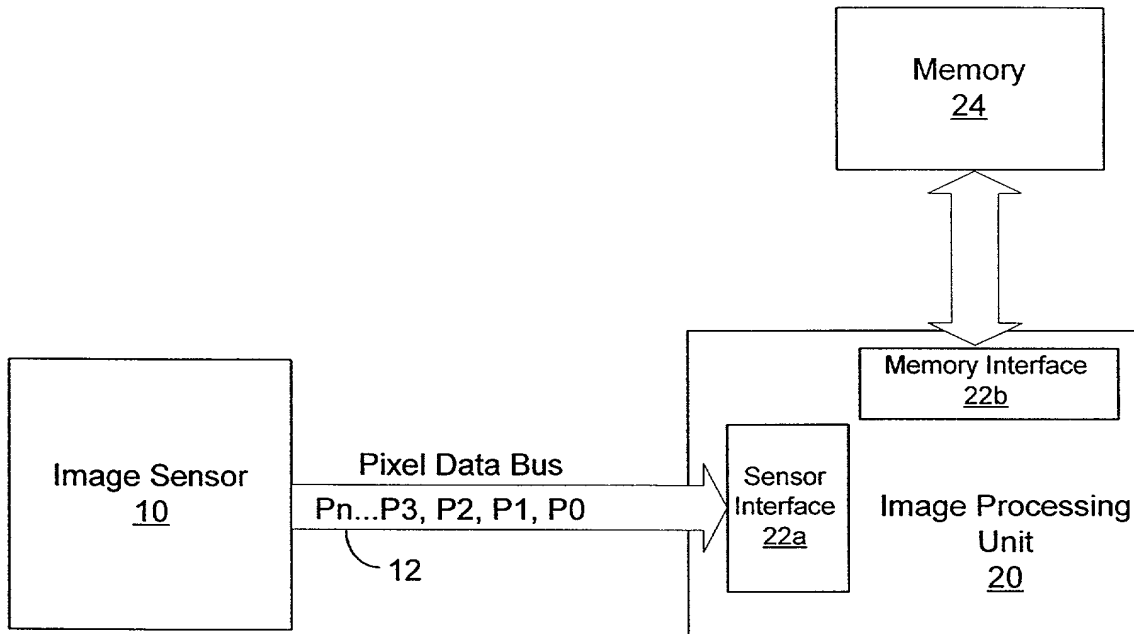 Memory
24
Memory Interface
22b
Image Sensor
10
Pixel Data Bus
Pn...P3, P2, P1, P0
12
Sensor
Interface
22a
Image Processing
Unit
20